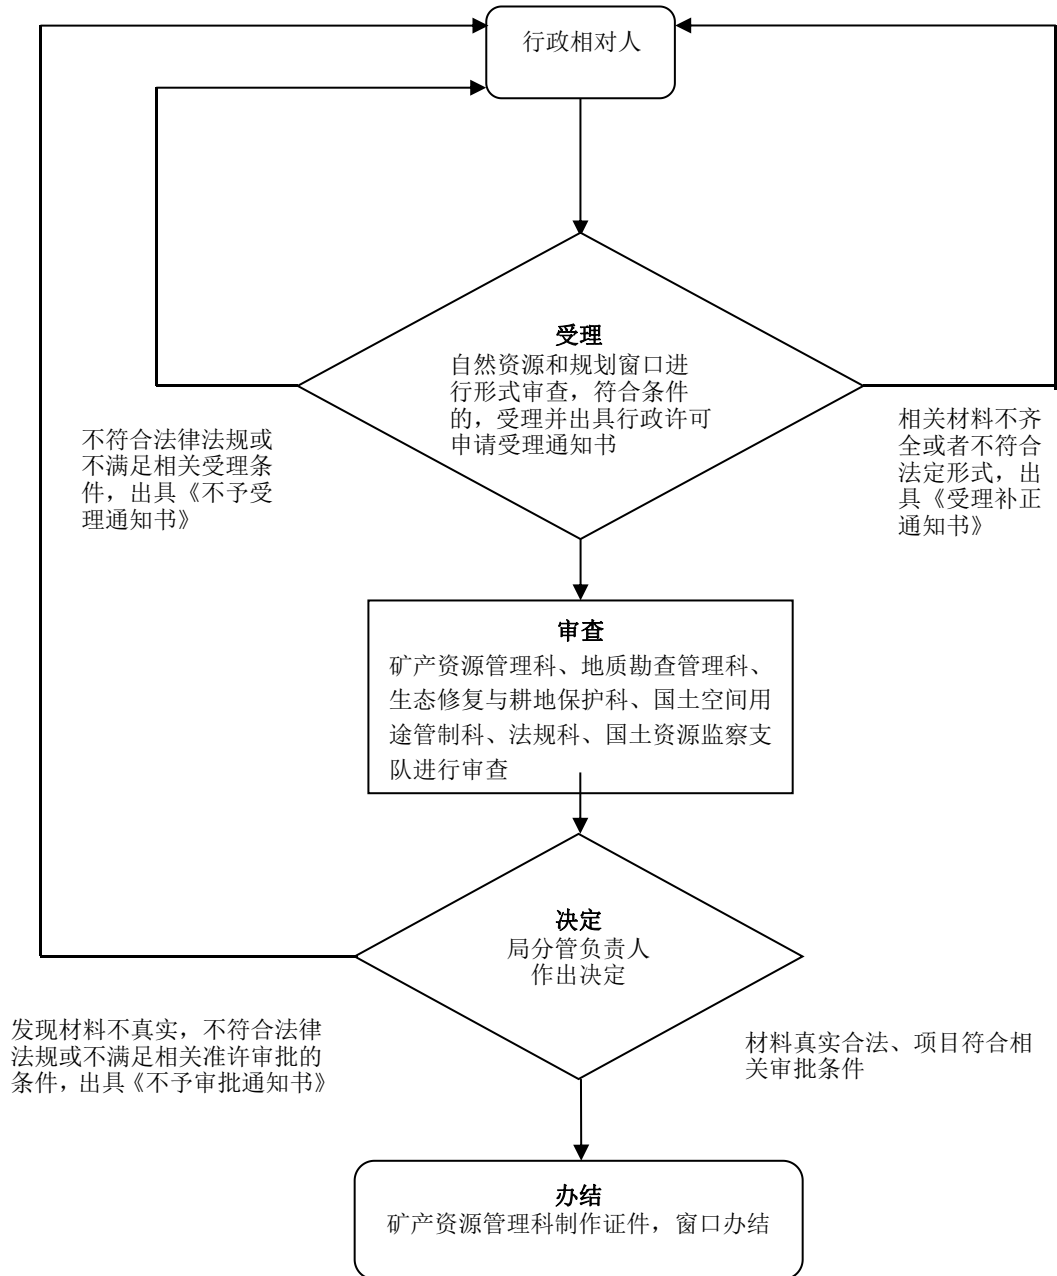 行政相对人
受理
自然资源和规划窗口进
行形式审查，符合条件
的，受理并出具行政许可
申请受理通知书
不符合法律法规或
不满足相关受理条
件，出具《不予受
理通知书》
相关材料不齐
全或者不符合
法定形式，出
具《受理补正
通知书》
审查
矿产资源管理科、地质勘查管理科、
生态修复与耕地保护科、国土空间用
途管制科、法规科、国土资源监察支
队进行审查
决定
局分管负责人
作出决定
发现材料不真实，不符合法律
法规或不满足相关准许审批的
条件，出具《不予审批通知书》
材料真实合法、项目符合相
关审批条件
办结
矿产资源管理科制作证件，窗口办结